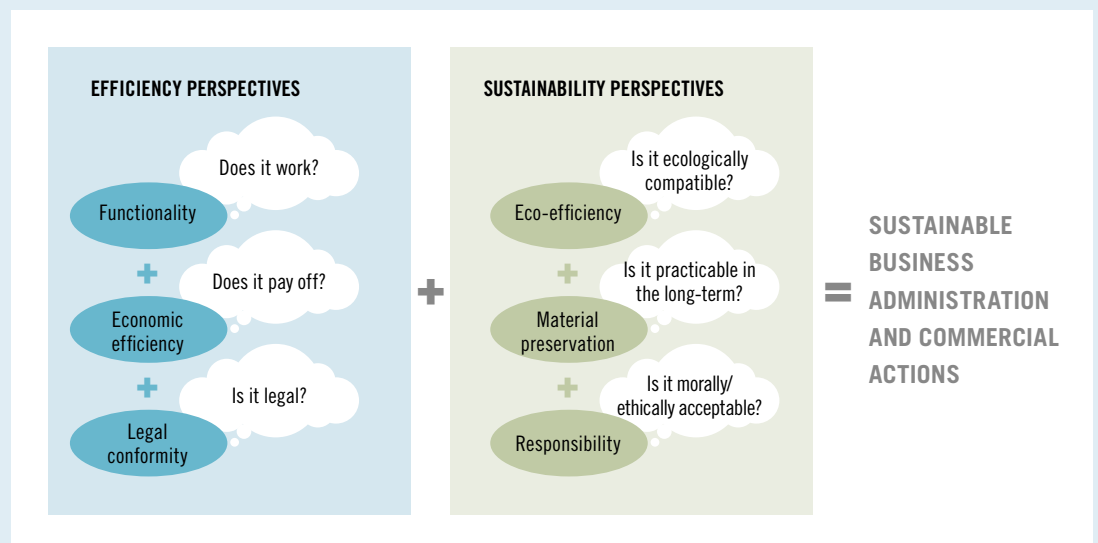 EFFICIENCY PERSPECTIVES
Does it work?
Functionality
+
Does it pay off?
Economic
efficiency
+
Is it legal?
Legal
conformity
+
SUSTAINABILITY PERSPECTIVES
Is it ecologically
compatible?
Eco-efficiency
+
Is it practicable in
the long-term?
Material
preservation
+
Is it morally/
ethically acceptable?
Responsibility
=
SUSTAINABLE
BUSINESS
ADMINISTRATION
AND COMMERCIAL
ACTIONS